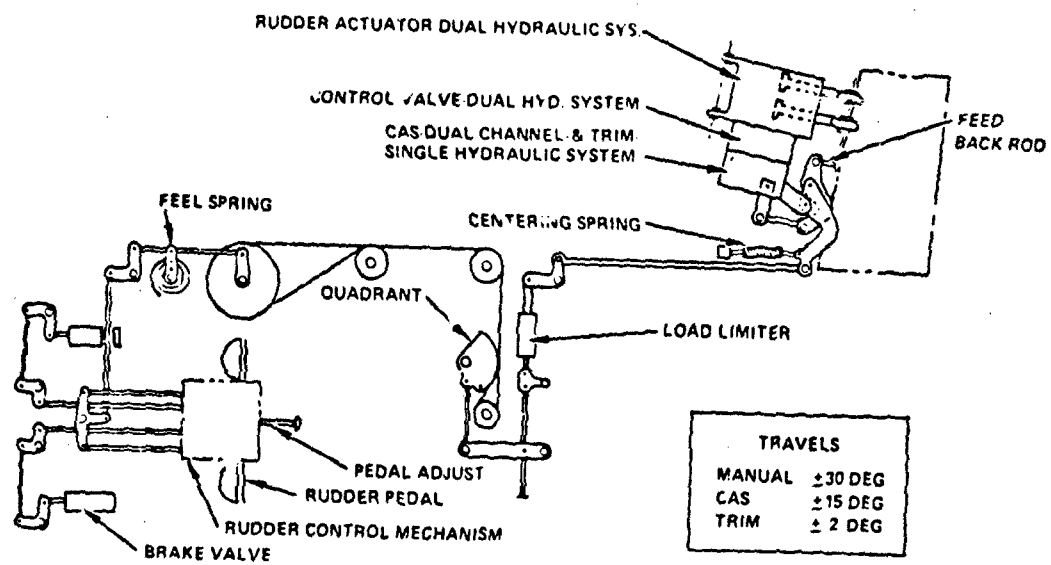 RUDDER ACTUATOR DUAL HYDRAULIC SYS.
CONTROL VALVE DUAL HYD. SYSTEM
CAS-DUAL CHANNEL & TRIM
SINGLE HYDRAULIC SYSTEM
FEED
BACK ROD
FEEL SPRING
CENTERING SPRING
QUADRANT
LOAD LIMITER
PEDAL ADJUST
RUDDER PEDAL
RUDDER CONTROL MECHANISM
BRAKE VALVE
TRAVELS
MANUAL ±30 DEG
CAS ±15 DEG
TRIM ± 2 DEG